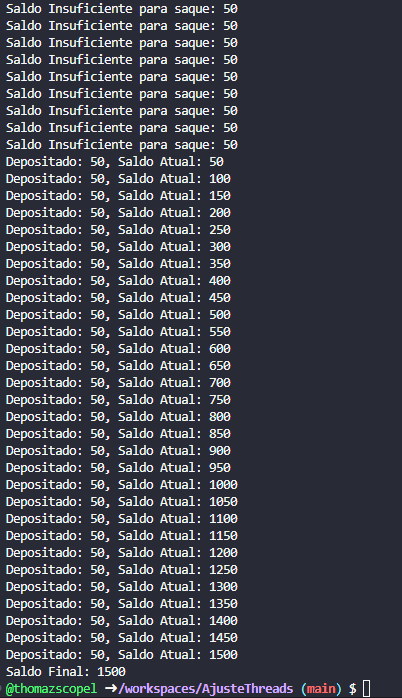 Saldo Insuficiente para saque: 50
Saldo Insuficiente para saque: 50
Saldo Insuficiente para saque: 50
Saldo Insuficiente para saque: 50
Saldo Insuficiente para saque: 50
Saldo Insuficiente para saque: 50
Saldo Insuficiente para saque: 50
Saldo Insuficiente para saque: 50
Saldo Insuficiente para saque: 50
Depositado: 50, Saldo Atual: 50
Depositado: 50, Saldo Atual: 100
Depositado: 50, Saldo Atual: 150
Depositado: 50, Saldo Atual: 200
Depositado: 50, Saldo Atual: 250
Depositado: 50, Saldo Atual: 300
Depositado: 50, Saldo Atual: 350
Depositado: 50, Saldo Atual: 400
Depositado: 50, Saldo Atual: 450
Depositado: 50, Saldo Atual: 500
Depositado: 50, Saldo Atual: 550
Depositado: 50, Saldo Atual: 600
Depositado: 50, Saldo Atual: 650
Depositado: 50, Saldo Atual: 700
Depositado: 50, Saldo Atual: 750
Depositado: 50, Saldo Atual: 800
Depositado: 50, Saldo Atual: 850
Depositado: 50, Saldo Atual: 900
Depositado: 50, Saldo Atual: 950
Depositado: 50, Saldo Atual: 1000
Depositado: 50, Saldo Atual: 1050
Depositado: 50, Saldo Atual: 1100
Depositado: 50, Saldo Atual: 1150
Depositado: 50, Saldo Atual: 1200
Depositado: 50, Saldo Atual: 1250
Depositado: 50, Saldo Atual: 1300
Depositado: 50, Saldo Atual: 1350
Depositado: 50, Saldo Atual: 1400
Depositado: 50, Saldo Atual: 1450
Depositado: 50, Saldo Atual: 1500
Saldo Final: 1500
@thomazscopel ➜/workspaces/AjusteThreads (main) $